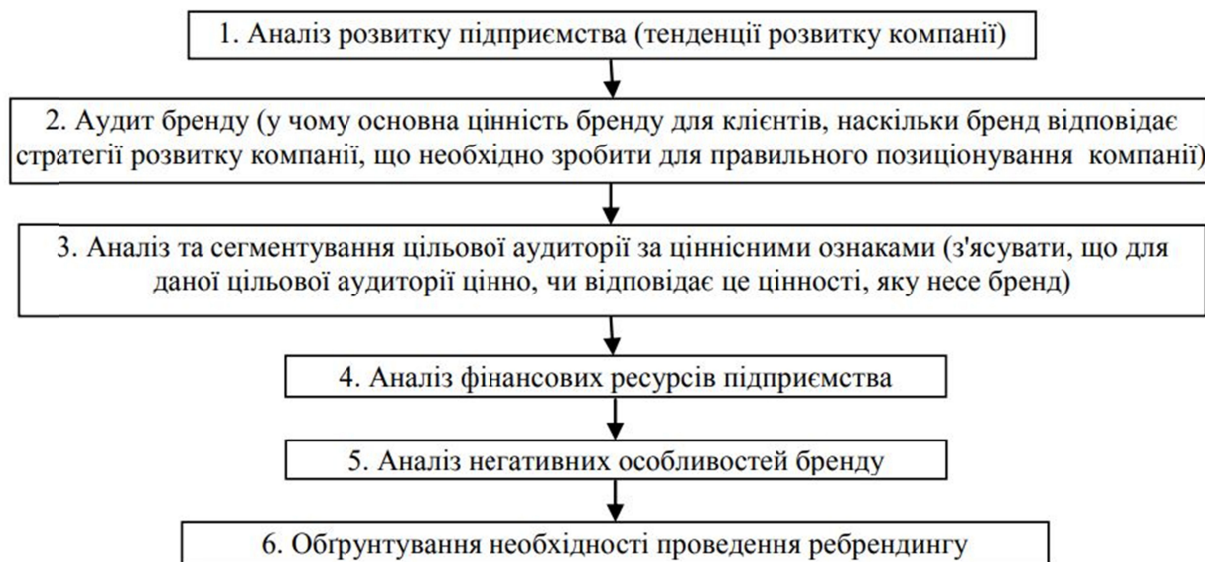 1. Аналіз розвитку підприємства (тенденції розвитку компанії)
2. Аудит бренду (у чому основна цінність бренду для клієнтів, наскільки бренд відповідає
стратегії розвитку компанії, що необхідно зробити для правильного позиціонування компанії)
3. Аналіз та сегментування цільової аудиторії за ціннісними ознаками (з'ясувати, що для
даної цільової аудиторії цінно, чи відповідає це цінності, яку несе бренд)
4. Аналіз фінансових ресурсів підприємства
5. Аналіз негативних особливостей бренду
6. Обґрунтування необхідності проведення ребрендингу